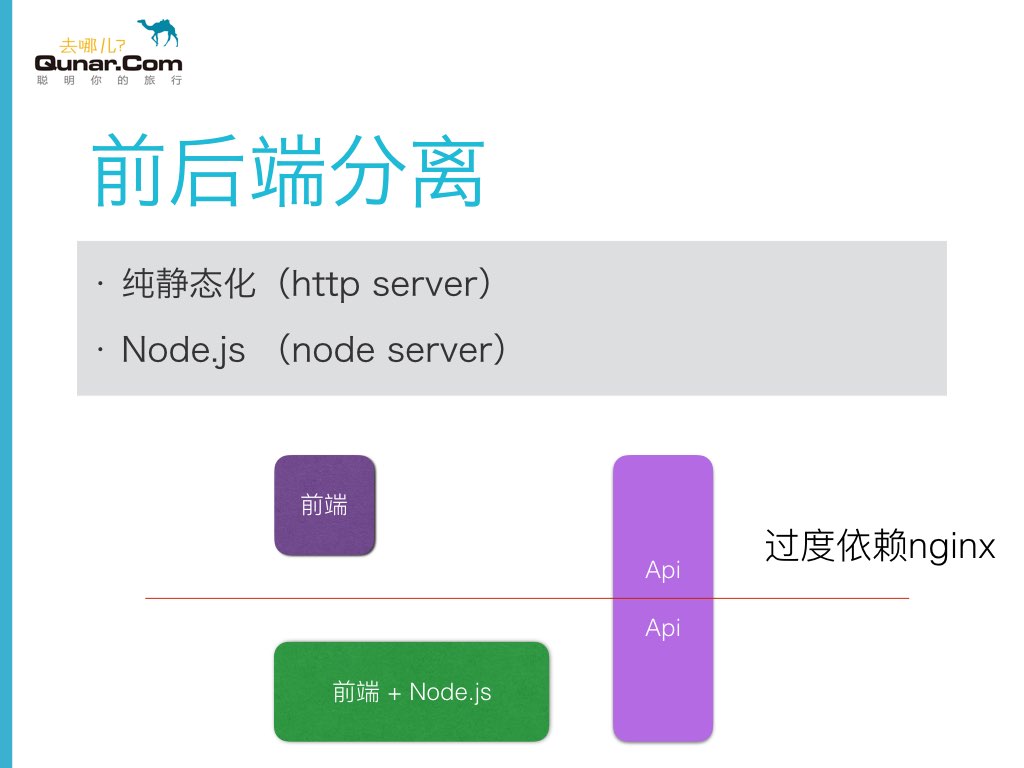 去哪儿?
Qunar.Com
聪明你的旅行
前后端分离
· 纯静态化（http server）
· Node.js （node server）
前端
过度依赖nginx
Api
Api
前端 + Node.js